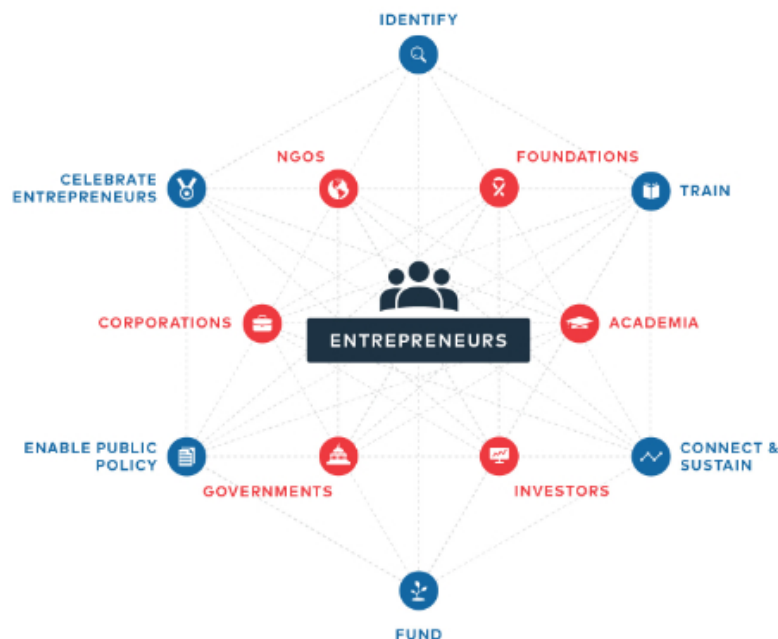 IDENTIFY
NGOS
FOUNDATIONS
CELEBRATE
ENTREPRENEURS
TRAIN
CORPORATIONS
ENTREPRENEURS
ACADEMIA
ENABLE PUBLIC
POLICY
CONNECT &
SUSTAIN
GOVERNMENTS
INVESTORS
FUND